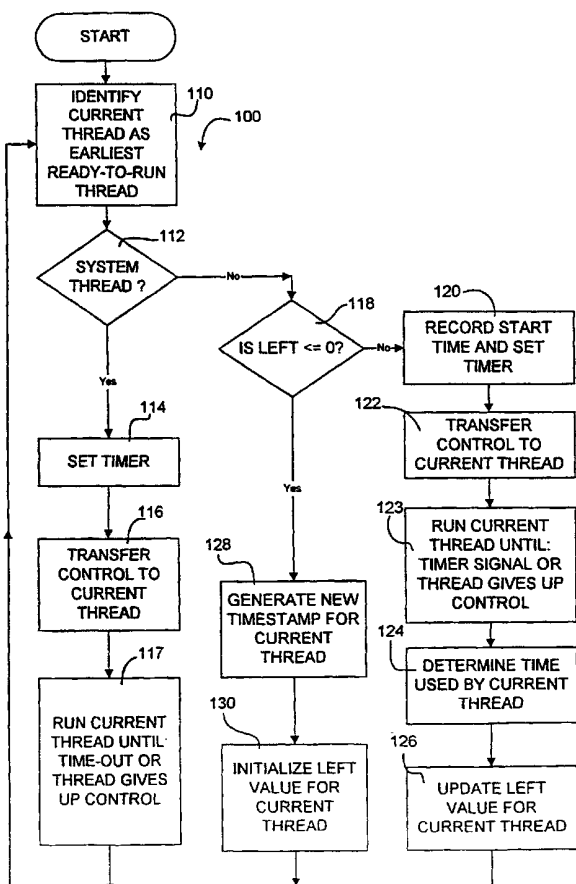 START
110
IDENTIFY
CURRENT
THREAD AS
EARLIEST
READY-TO-RUN
THREAD
100
112
SYSTEM
THREAD ?
No
Yes
118
IS LEFT <= 0?
No
Yes
120
RECORD START
TIME AND SET
TIMER
114
SET TIMER
122
TRANSFER
CONTROL TO
CURRENT THREAD
116
TRANSFER
CONTROL TO
CURRENT
THREAD
123
RUN CURRENT
THREAD UNTIL:
TIMER SIGNAL OR
THREAD GIVES UP
CONTROL
128
GENERATE NEW
TIMESTAMP FOR
CURRENT
THREAD
124
DETERMINE TIME
USED BY CURRENT
THREAD
117
RUN CURRENT
THREAD UNTIL
TIME-OUT OR
THREAD GIVES
UP CONTROL
130
INITIALIZE LEFT
VALUE FOR
CURRENT
THREAD
126
UPDATE LEFT
VALUE FOR
CURRENT THREAD